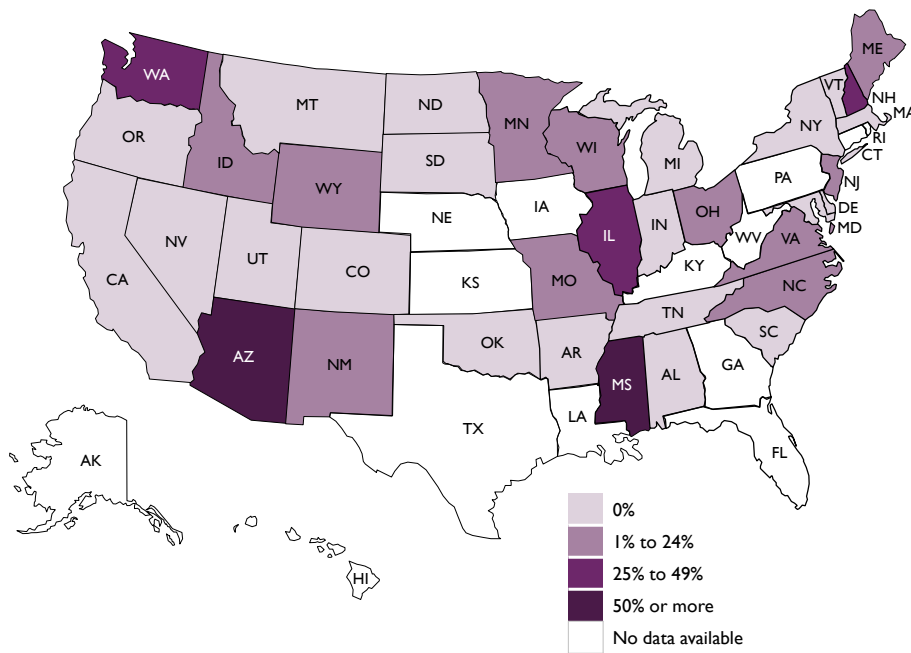 ME
WA
VT
NH
MA
MT
ND
MN
OR
NY
RI
CT
WI
MI
SD
ID
WY
PA
NJ
NE
IA
OH
DE
MD
IN
IL
WV
VA
NV
UT
CO
CA
KS
MO
KY
NC
TN
OK
AR
SC
AZ
NM
MS
AL
GA
LA
TX
FL
AK
HI
0%
1% to 24%
25% to 49%
50% or more
No data available